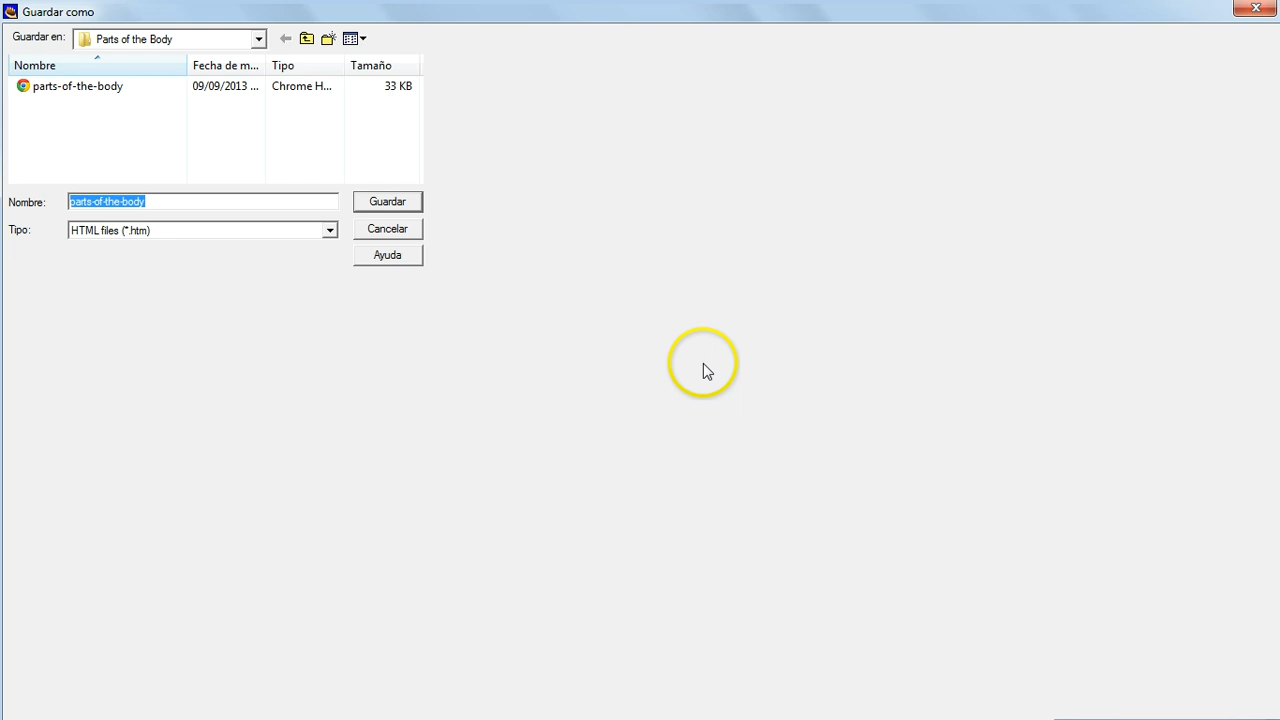 Guardar como
Guardar en: Parts of the Body
Nombre Fecha de m... Tipo Tamaño
parts-of-the-body 09/09/2013 ... Chrome H... 33 KB
Nombre: parts-of-the-body Guardar
Tipo: HTML files (*.htm) Cancelar
Ayuda